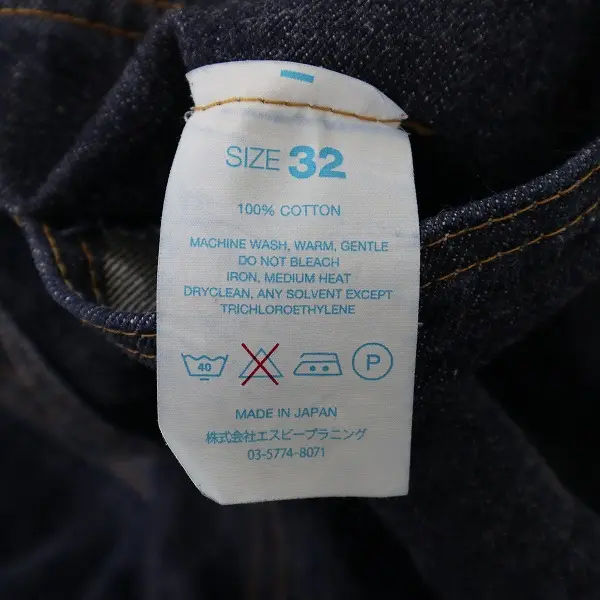 SIZE 32
100% COTTON
MACHINE WASH, WARM, GENTLE
DO NOT BLEACH
IRON, MEDIUM HEAT
DRYCLEAN, ANY SOLVENT EXCEPT
TRICHLOROETHYLENE
40 P
MADE IN JAPAN
株式会社エスピープラニング
03-5774-8071